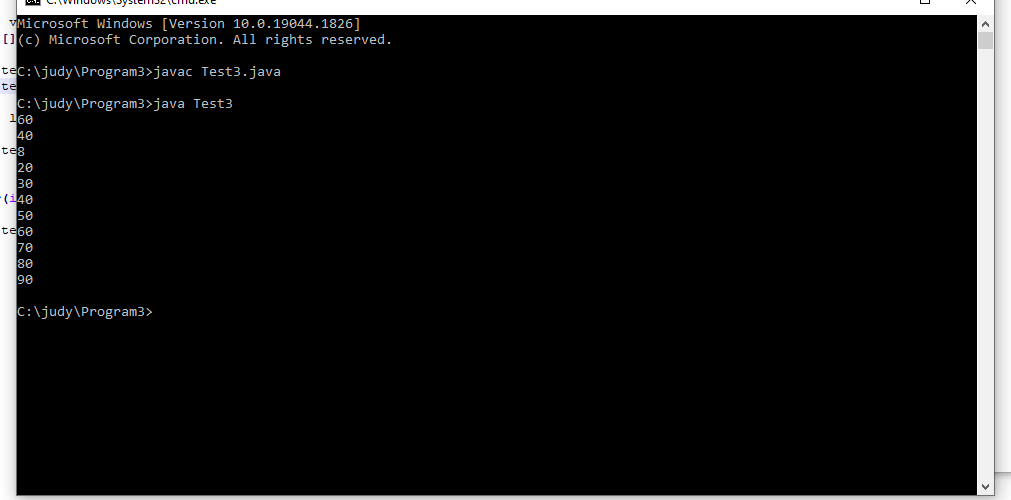 C:\Windows\System32\cmd.exe
Microsoft Windows [Version 10.0.19044.1826]
(c) Microsoft Corporation. All rights reserved.
C:\judy\Program3>javac Test3.java
C:\judy\Program3>java Test3
60
40
8
20
30
40
50
60
70
80
90
C:\judy\Program3>